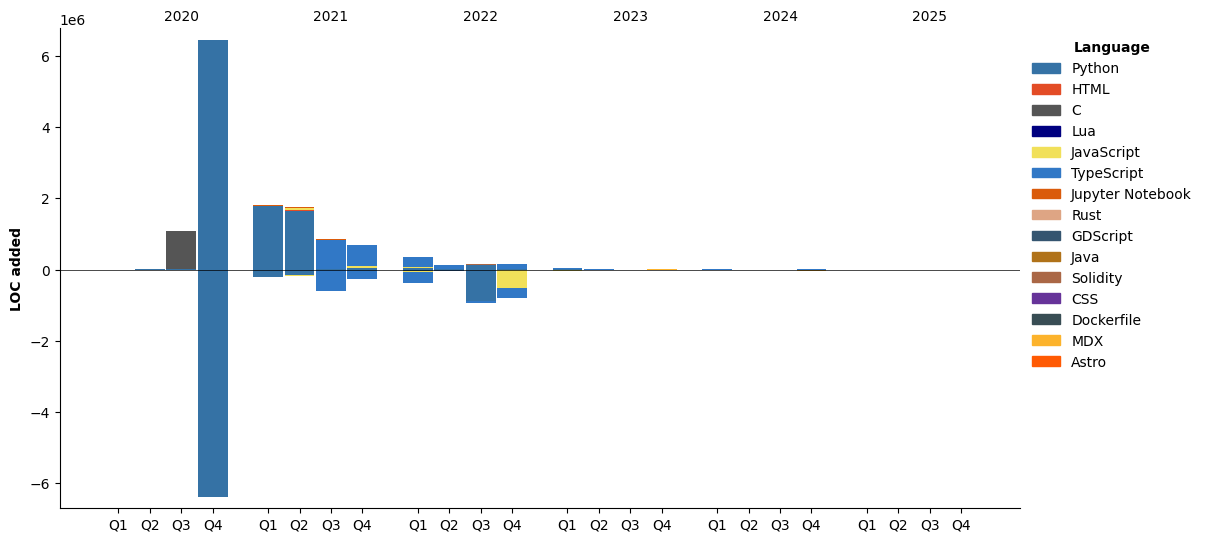 1e6
2020 2021 2022 2023 2024 2025
LOC added
6
4
2
0
−2
−4
−6
Q1 Q2 Q3 Q4 Q1 Q2 Q3 Q4 Q1 Q2 Q3 Q4 Q1 Q2 Q3 Q4 Q1 Q2 Q3 Q4 Q1 Q2 Q3 Q4
Language
Python
HTML
C
Lua
JavaScript
TypeScript
Jupyter Notebook
Rust
GDScript
Java
Solidity
CSS
Dockerfile
MDX
Astro